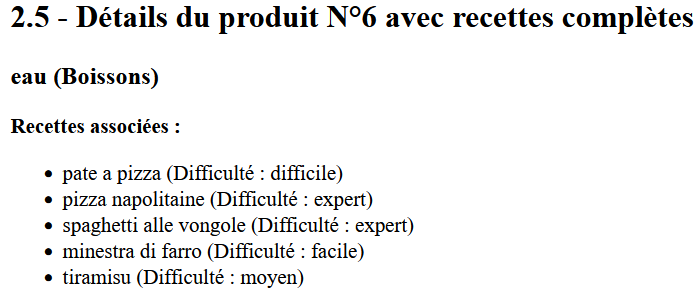 2.5 - Détails du produit N°6 avec recettes complètes
eau (Boissons)
Recettes associées :
• pate a pizza (Difficulté : difficile)
• pizza napolitaine (Difficulté : expert)
• spaghetti alle vongole (Difficulté : expert)
• minestra di farro (Difficulté : facile)
• tiramisu (Difficulté : moyen)